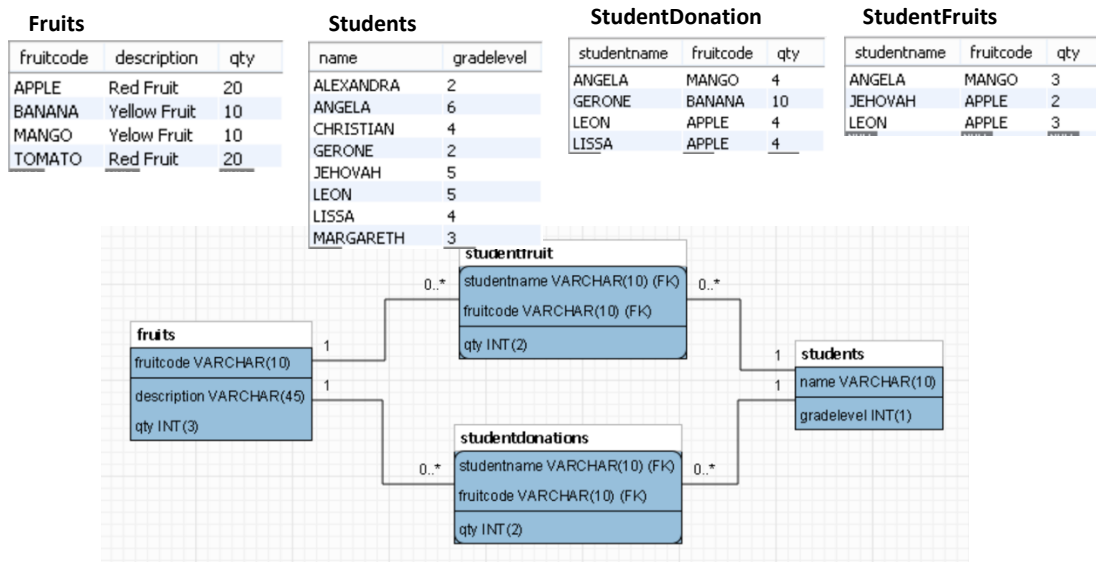 Fruits
fruitcode description qty
APPLE Red Fruit 20
BANANA Yellow Fruit 10
MANGO Yelow Fruit 10
TOMATO Red Fruit 20
Students
name gradelevel
ALEXANDRA 2
ANGELA 6
CHRISTIAN 4
GERONE 2
JEHOVAH 5
LEON 5
LISSA 4
MARGARETH 3
StudentDonation
studentname fruitcode qty
ANGELA MANGO 4
GERONE BANANA 10
LEON APPLE 4
LISSA APPLE 4
StudentFruits
studentname fruitcode qty
ANGELA MANGO 3
JEHOVAH APPLE 2
LEON APPLE 3
studentfruit
studentname VARCHAR(10) (FK)
fruitcode VARCHAR(10) (FK)
qty INT(2)
0..*
0..*
fruits
fruitcode VARCHAR(10)
description VARCHAR(45)
qty INT(3)
1
1
1
1
students
name VARCHAR(10)
gradelevel INT(1)
studentdonations
studentname VARCHAR(10) (FK)
fruitcode VARCHAR(10) (FK)
qty INT(2)
0..*
0..*